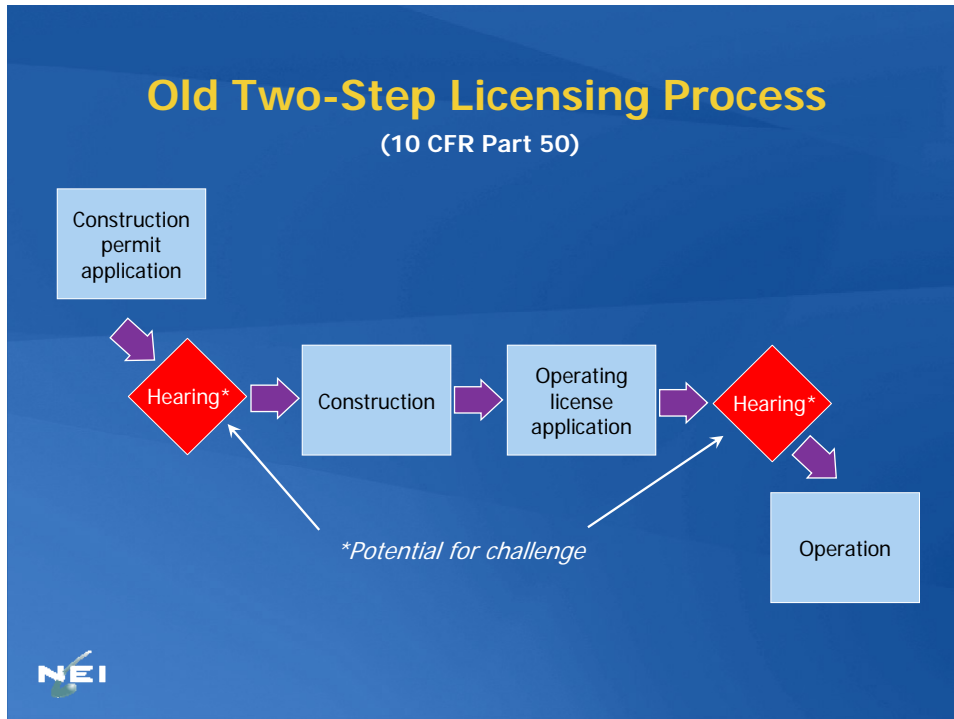 Old Two-Step Licensing Process
(10 CFR Part 50)
Construction
permit
application
Hearing*
Construction
Operating
license
application
Hearing*
Operation
*Potential for challenge
NEI